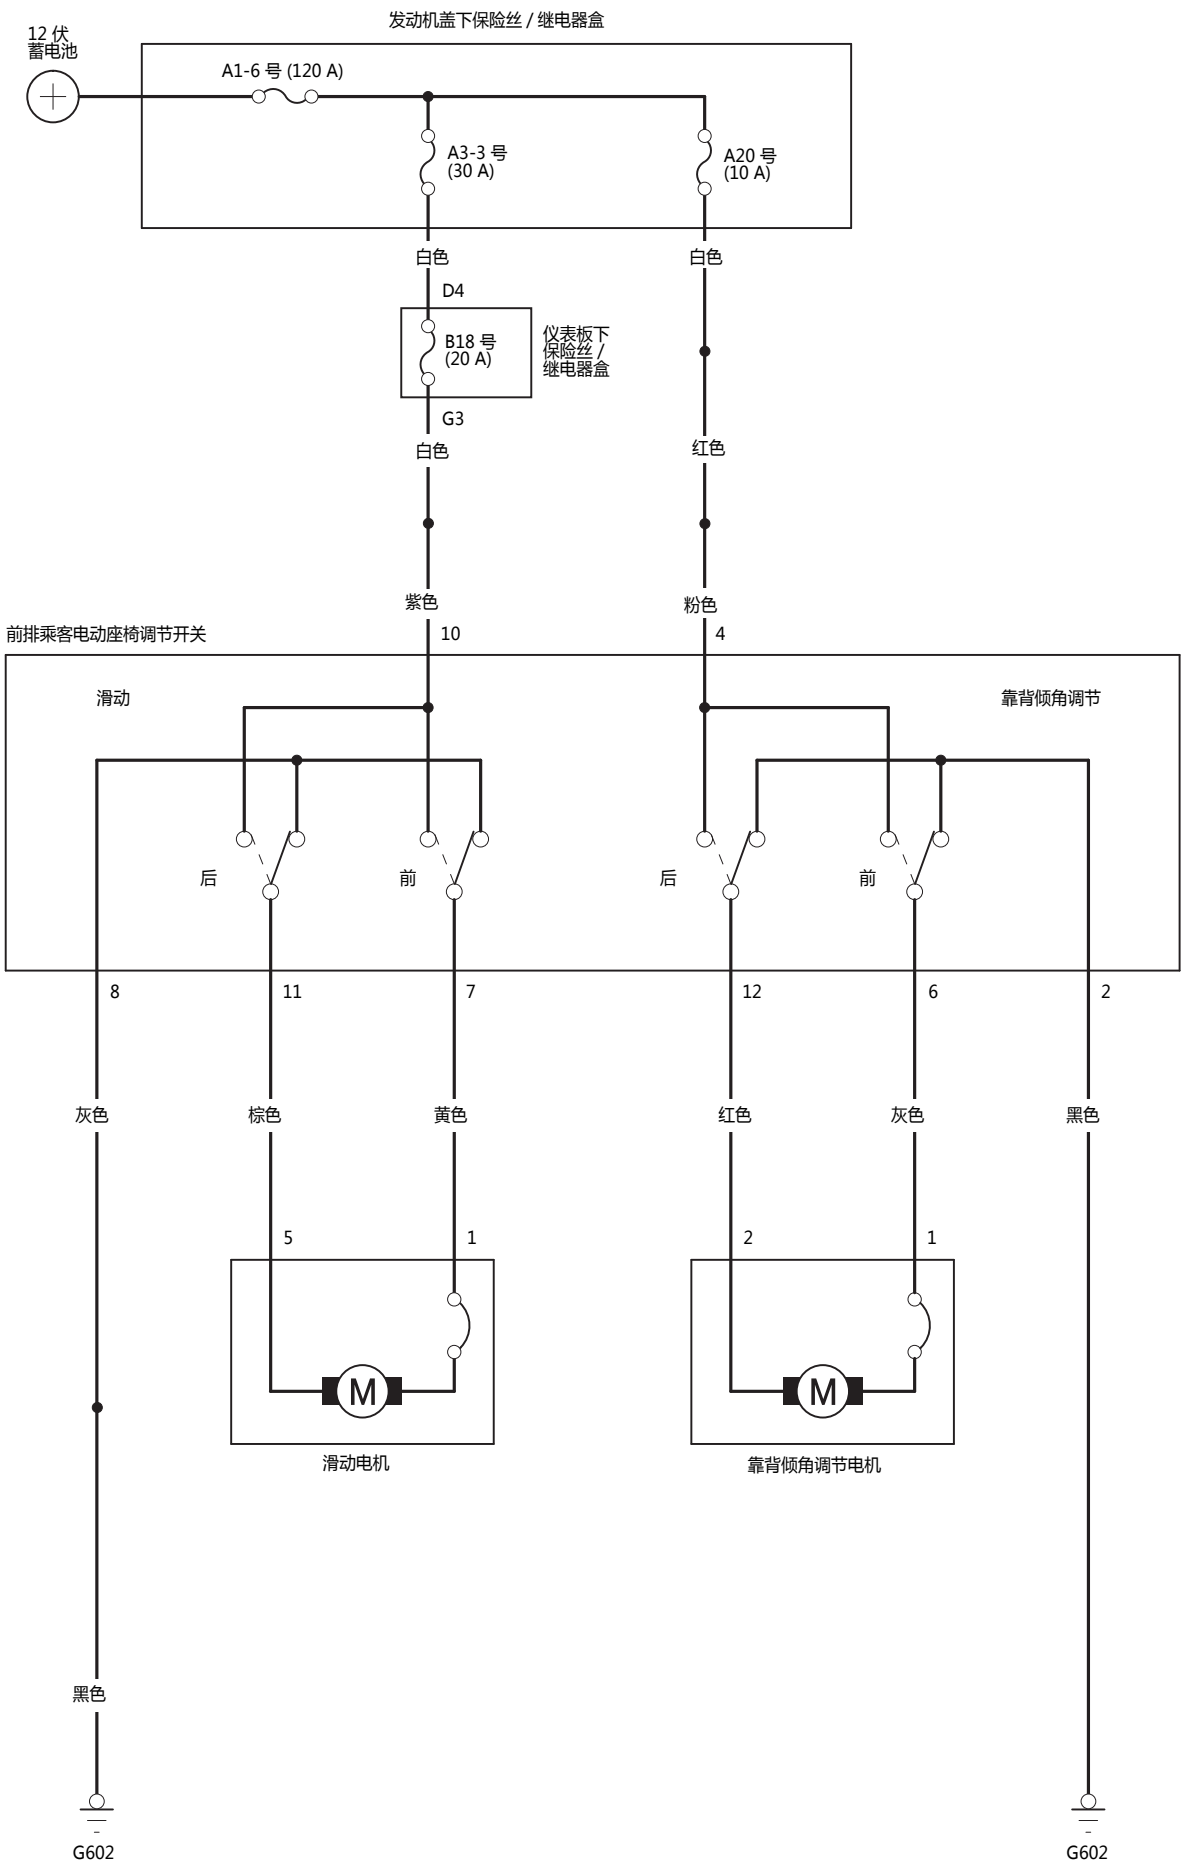 发动机盖下保险丝 / 继电器盒
12 伏
蓄电池
A1-6 号 (120 A)
A3-3 号
(30 A)
A20 号
(10 A)
白色
白色
D4
B18 号
(20 A)
仪表板下
保险丝 /
继电器盒
G3
白色
红色
紫色
粉色
前排乘客电动座椅调节开关
10
4
滑动
靠背倾角调节
后
前
后
前
8
11
7
12
6
2
灰色
棕色
黄色
红色
灰色
黑色
5
1
2
1
M
M
滑动电机
靠背倾角调节电机
黑色
G602
G602